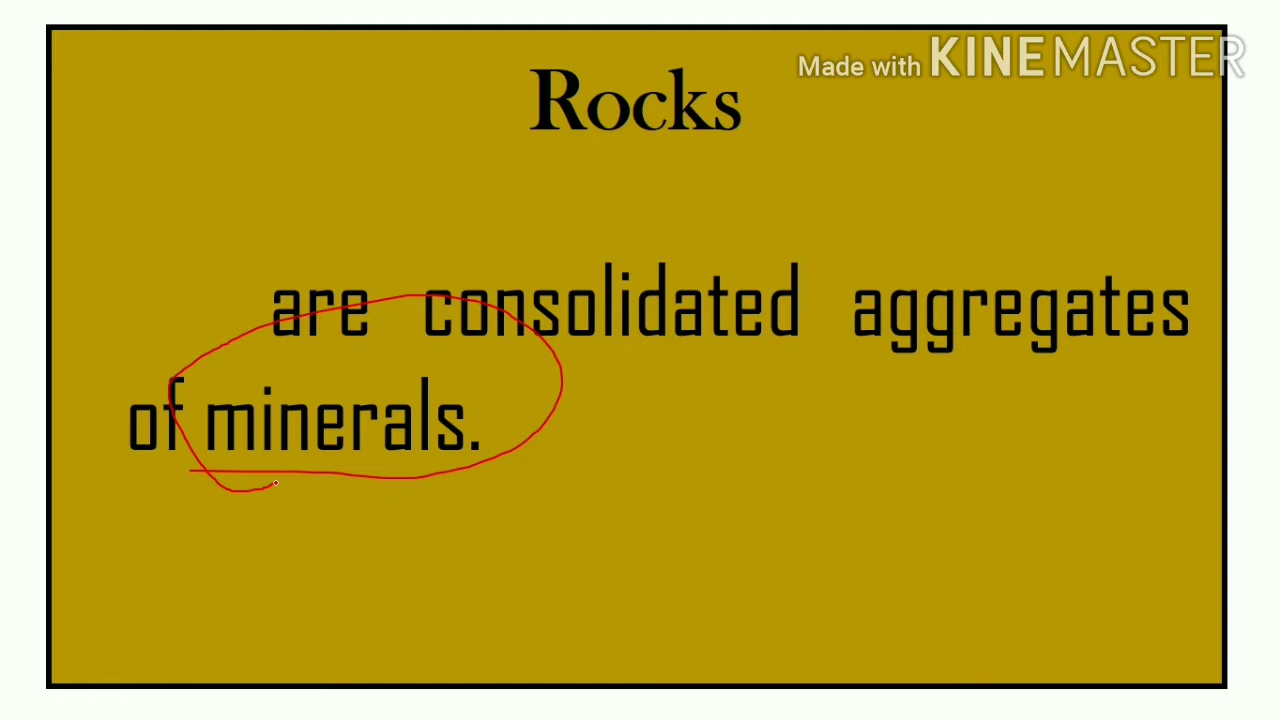 Made with KINEMASTER
Rocks
are consolidated aggregates
of minerals.